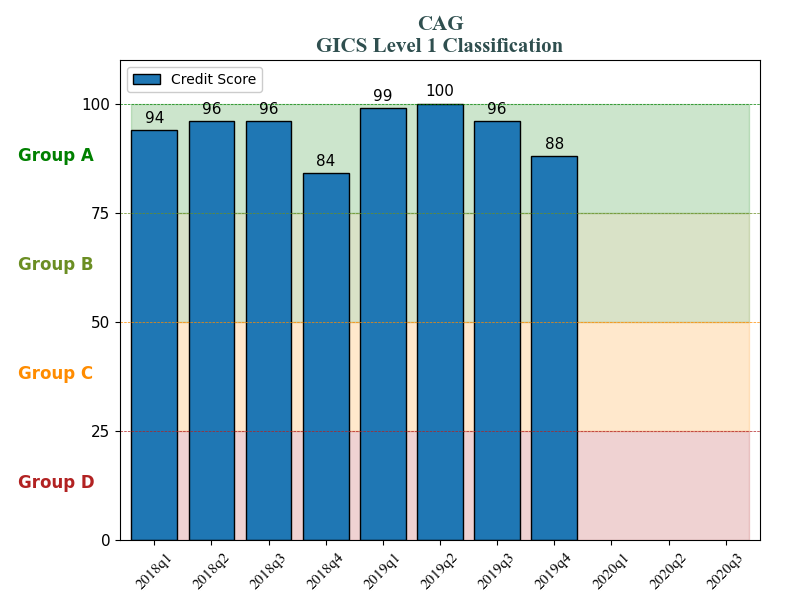 CAG
GICS Level 1 Classification
Credit Score
100
75
50
25
0
Group A
Group B
Group C
Group D
94
96
96
84
99
100
96
88
2018q1
2018q2
2018q3
2018q4
2019q1
2019q2
2019q3
2019q4
2020q1
2020q2
2020q3